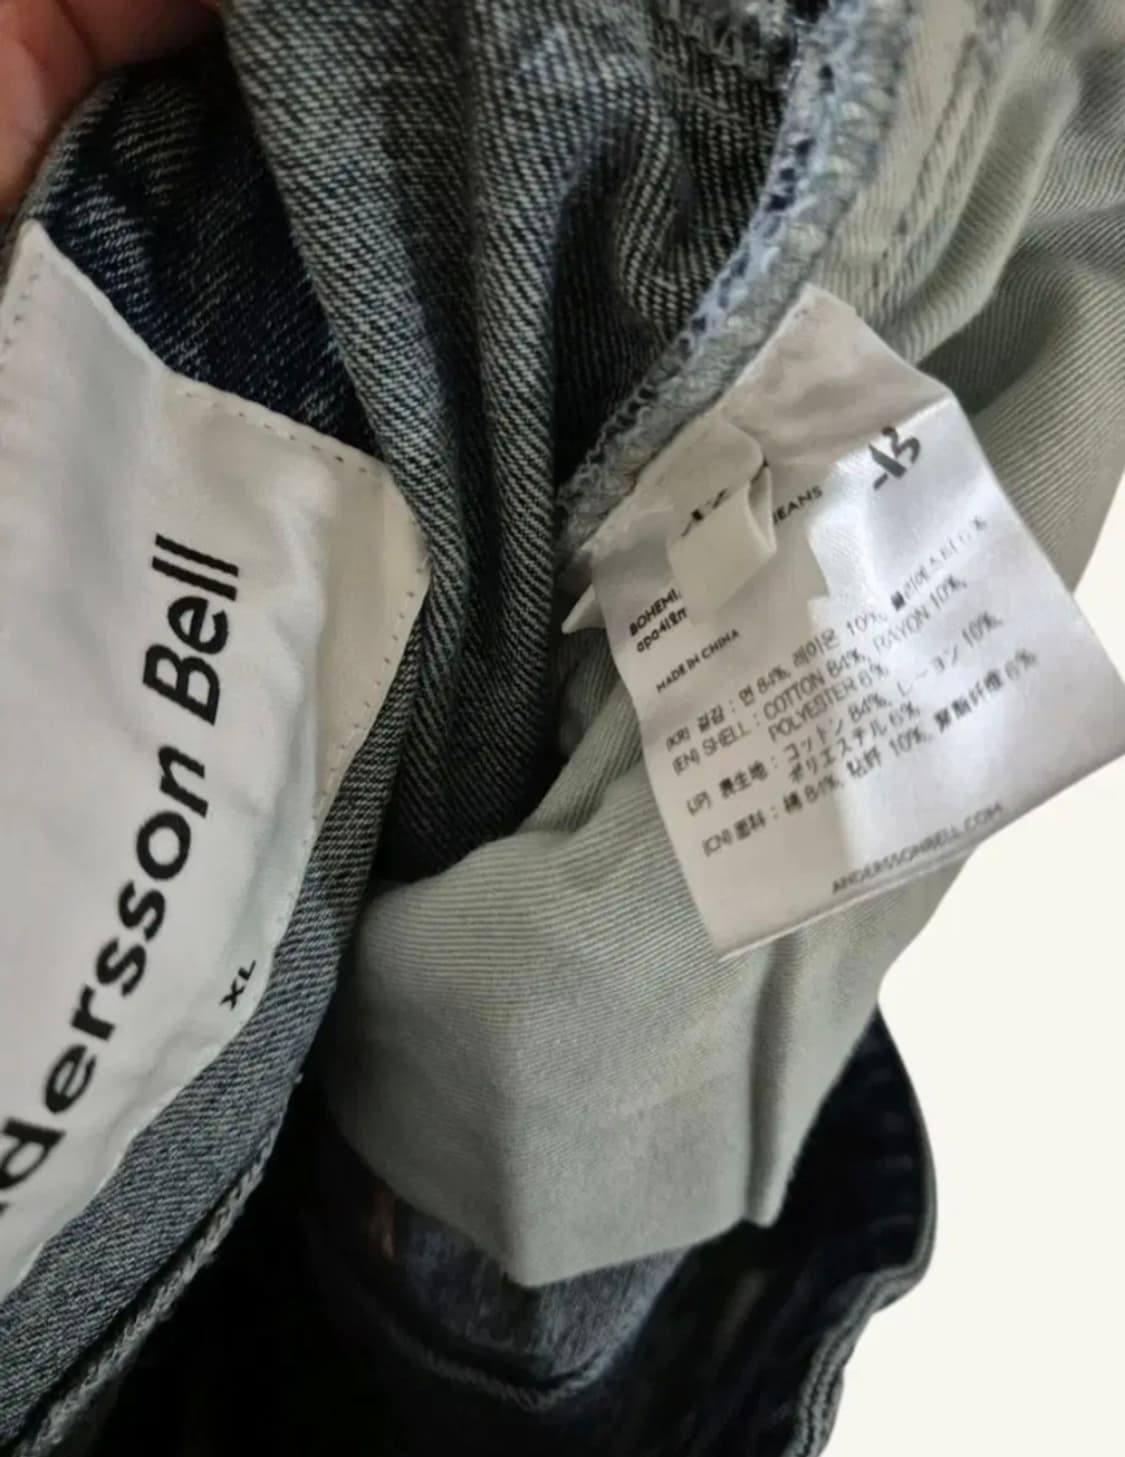 dersson Bell
XL
JEANS
BOHEMI
apa418m
MADE IN CHINA
(KR) 겉감 : 면 84%, 레이온 10%, 폴리에스터 6%
(EN) SHELL : COTTON 84%, RAYON 10%,
POLYESTER 6%
(JP) 表生地 : コットン 84%, レーヨン 10%,
ポリエステル 6%
(CN) 面料 : 棉 84%, 粘纤 10%, 聚酯纤维 6%
ANDERSSONBELL.COM